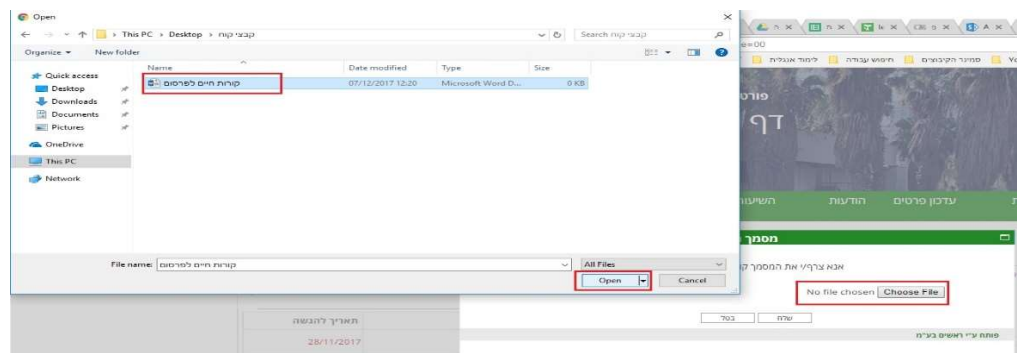 Open
This PC > Desktop > קבצי קוח
Search קבצי קוח
Organize
New folder
Name
Date modified
Type
Size
Quick access
Desktop
Downloads
Documents
Pictures
OneDrive
This PC
Network
קורות חיים לפרסום
07/12/2017 12:20
Microsoft Word D...
0 KB
File name:
קורות חיים לפרסום
All Files
Open
Cancel
e=00
סמינר הקיבוצים
חיפוש עבודה
לימוד אנגלית
דף
עדכון פרטים
הודעות
מסמך
אנא צרף/י את המסמך
No file chosen
Choose File
שלח
בטל
פותח ע"י ראשים בע"מ
תאריך להגשה
28/11/2017